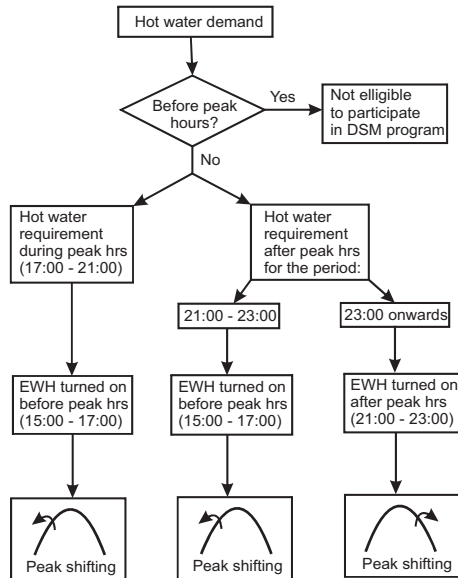 Hot water demand
Before peak
hours?
Yes
Not elligible
to participate
in DSM program
No
Hot water
requirement
during peak hrs
(17:00 - 21:00)
Hot water
requirement
after peak hrs
for the period:
21:00 - 23:00
23:00 onwards
EWH turned on
before peak hrs
(15:00 - 17:00)
EWH turned on
before peak hrs
(15:00 - 17:00)
EWH turned on
after peak hrs
(21:00 - 23:00)
Peak shifting
Peak shifting
Peak shifting